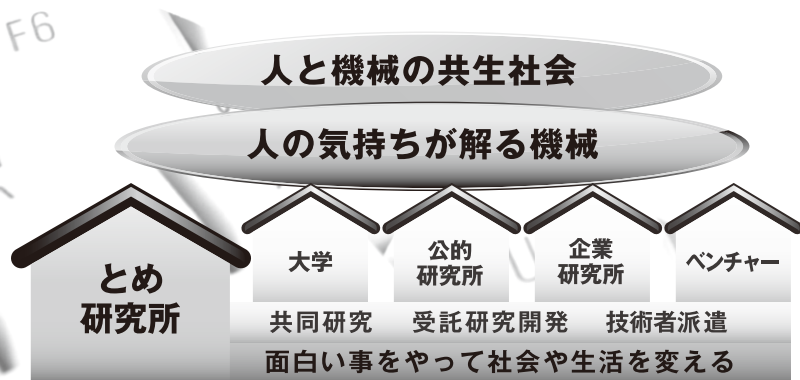 F6
人と機械の共生社会
人の気持ちが解る機械
とめ
研究所
大学
公的
研究所
企業
研究所
ベンチャー
共同研究 受託研究開発 技術者派遣
面白い事をやって社会や生活を変える